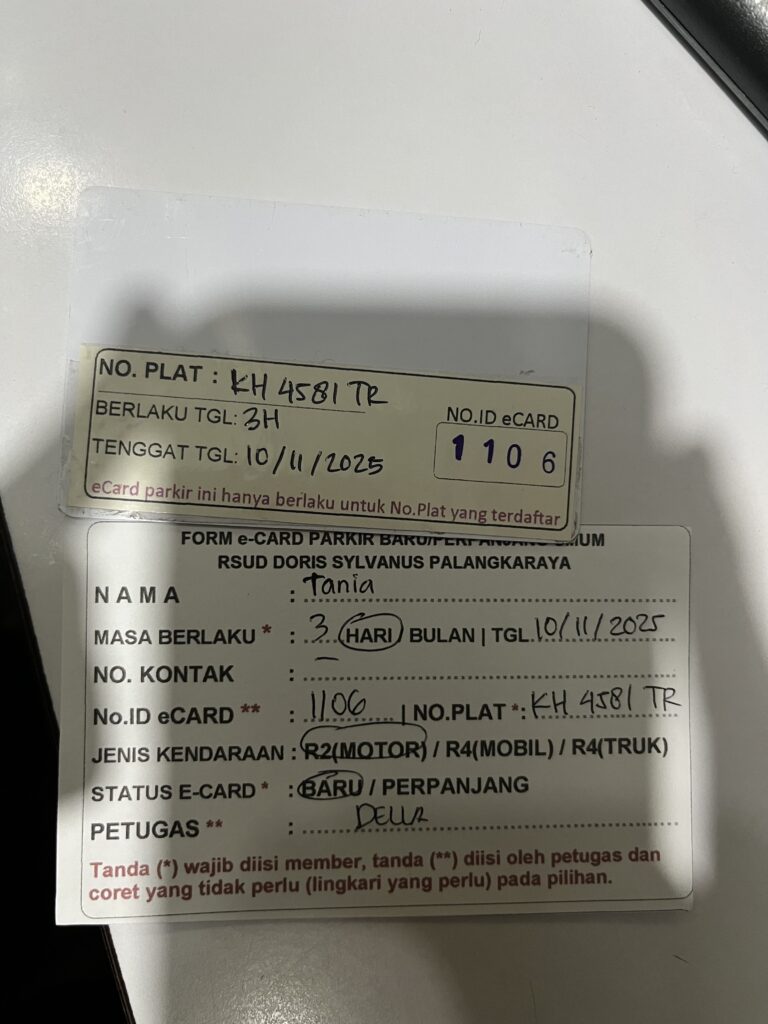 NO. PLAT : KH 4581 TR
BERLAKU TGL: 3H
TENGGAT TGL: 10/11/2025
NO.ID eCARD
1106
eCard parkir ini hanya berlaku untuk No.Plat yang terdaftar
FORM e-CARD PARKIR BARU/PERPANJANG UMUM
RSUD DORIS SYLVANUS PALANGKARAYA
NAMA : Tania
MASA BERLAKU * : 3 HARI / BULAN | TGL. 10/11/2025
NO. KONTAK : –
No.ID eCARD ** : 1106 | NO.PLAT *: KH 4581 TR
JENIS KENDARAAN : R2(MOTOR) / R4(MOBIL) / R4(TRUK)
STATUS E-CARD * : BARU / PERPANJANG
PETUGAS ** :
Tanda (*) wajib diisi member, tanda (**) diisi oleh petugas dan
coret yang tidak perlu (lingkari yang perlu) pada pilihan.